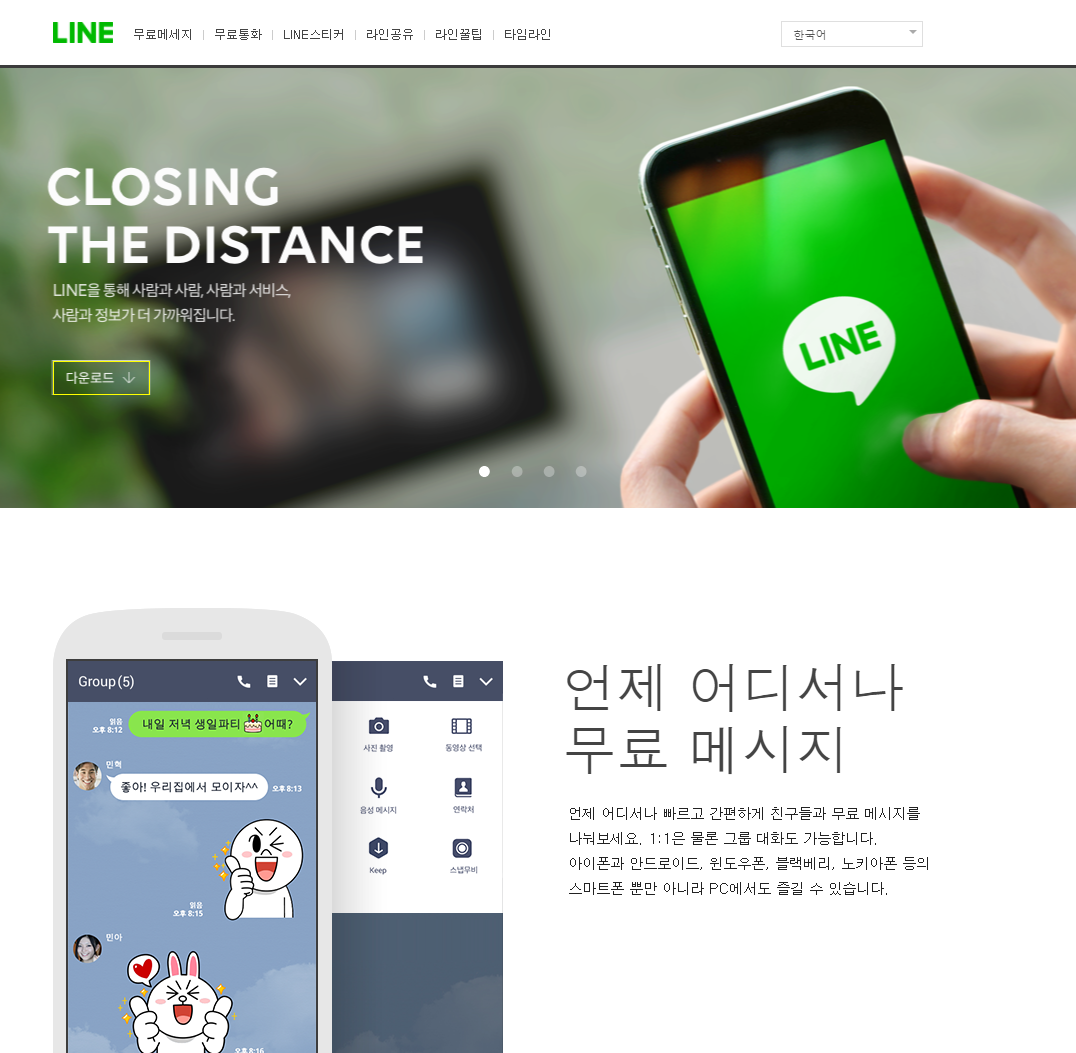 LINE
무료메세지
무료통화
LINE스티커
라인공유
라인꿀팁
타임라인
한국어
CLOSING
THE DISTANCE
LINE을 통해 사람과 사람, 사람과 서비스,
사람과 정보가 더 가까워집니다.
다운로드
LINE
Group(5)
읽음
오후 8:12
내일 저녁 생일파티 어때?
민혁
좋아! 우리집에서 모이자^^
오후 8:13
읽음
오후 8:15
민아
오후 8:16
사진 촬영
동영상 선택
음성 메시지
연락처
Keep
스냅무비
언제 어디서나
무료 메시지
언제 어디서나 빠르고 간편하게 친구들과 무료 메시지를
나눠보세요. 1:1은 물론 그룹 대화도 가능합니다.
아이폰과 안드로이드, 윈도우폰, 블랙베리, 노키아폰 등의
스마트폰 뿐만 아니라 PC에서도 즐길 수 있습니다.